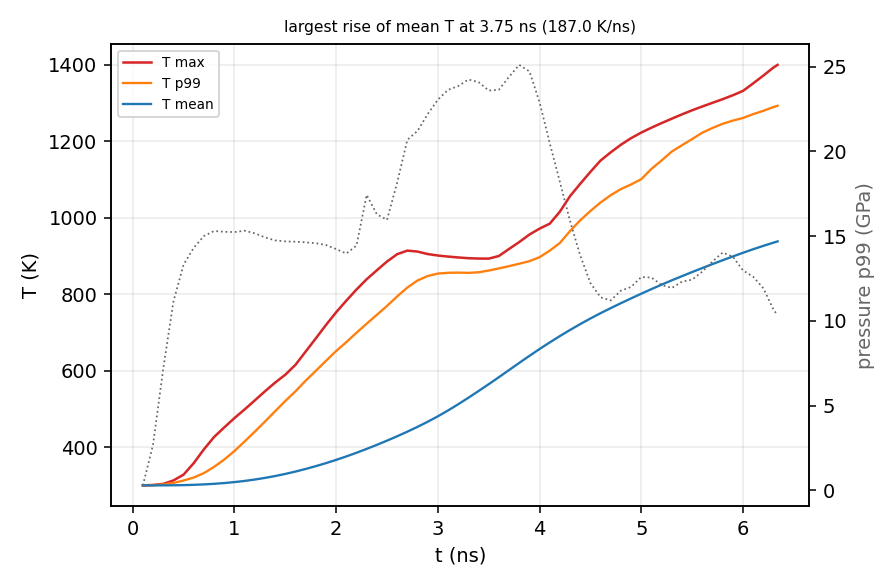 largest rise of mean T at 3.75 ns (187.0 K/ns)
T max
T p99
T mean
1400
1200
1000
800
600
400
T (K)
25
20
15
10
5
0
pressure p99 (GPa)
0 1 2 3 4 5 6
t (ns)